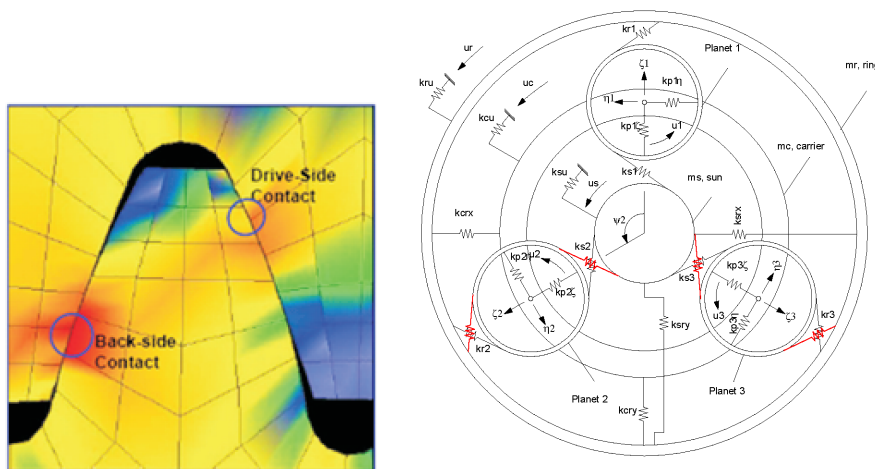 Drive-Side
Contact
Back-side
Contact
kr1
Planet 1
mr, ring
ur
kru
uc
kcu
ζ1
kp1η
η1
kp1ζ
u1
mc, carrier
ks1
ms, sun
ksu
us
kcrx
ψ2
ksrx
ks2
kp2η
u2
kp2ζ
ks3
kp3ζ
η3
ζ2
η2
u3
kp3η
ζ3
kr2
ksry
kr3
Planet 2
Planet 3
kcry